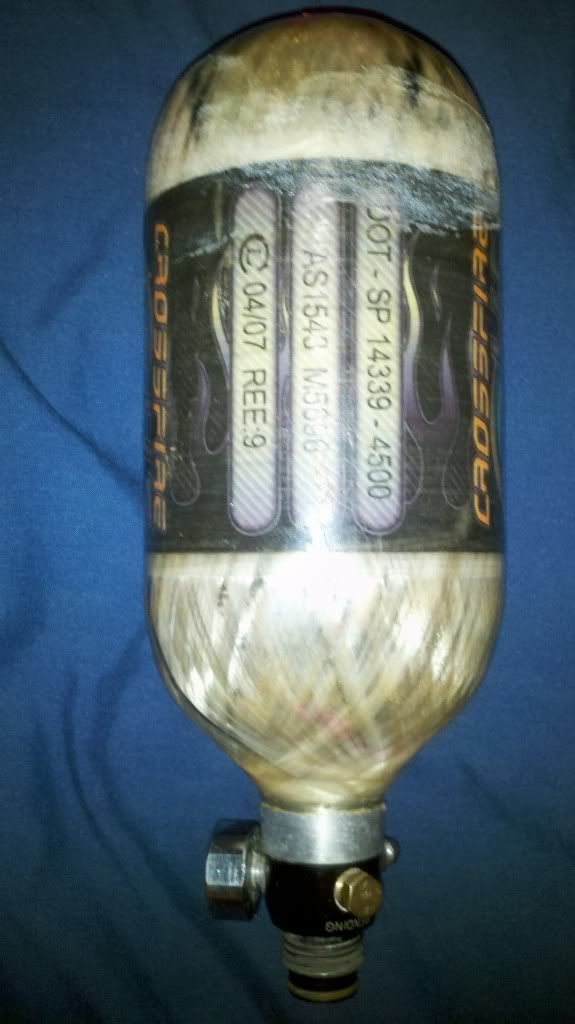 CROSSFIRE
DOT - SP 14339 - 4500
AS1543
04/07 REE:9
CROSSFIRE